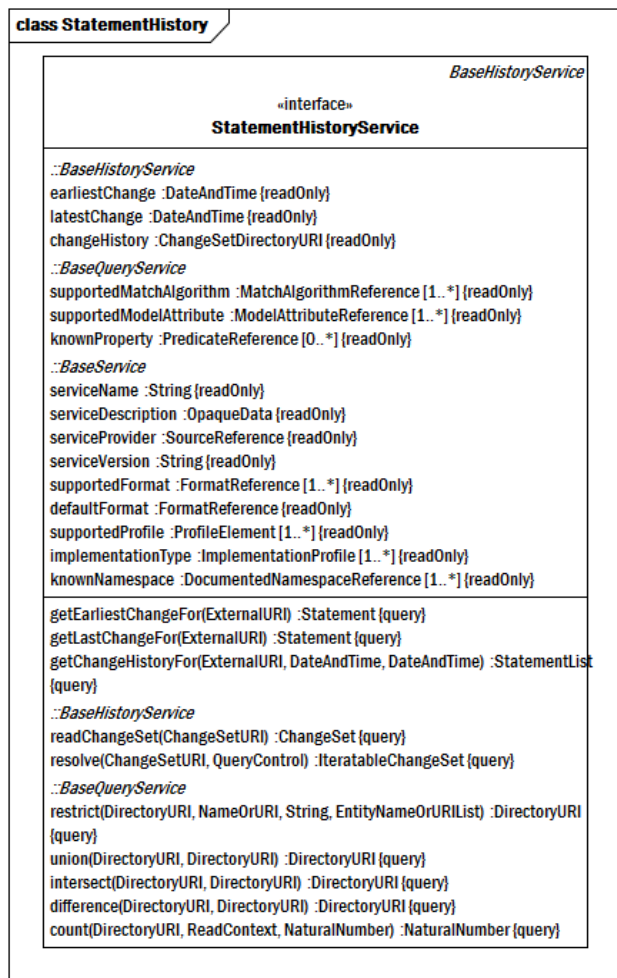 class StatementHistory
BaseHistoryService
«interface»
StatementHistoryService
::BaseHistoryService
earliestChange :DateAndTime {readOnly}
latestChange :DateAndTime {readOnly}
changeHistory :ChangeSetDirectoryURI {readOnly}
::BaseQueryService
supportedMatchAlgorithm :MatchAlgorithmReference [1..*] {readOnly}
supportedModelAttribute :ModelAttributeReference [1..*] {readOnly}
knownProperty :PredicateReference [0..*] {readOnly}
::BaseService
serviceName :String {readOnly}
serviceDescription :OpaqueData {readOnly}
serviceProvider :SourceReference {readOnly}
serviceVersion :String {readOnly}
supportedFormat :FormatReference [1..*] {readOnly}
defaultFormat :FormatReference {readOnly}
supportedProfile :ProfileElement [1..*] {readOnly}
implementationType :ImplementationProfile [1..*] {readOnly}
knownNamespace :DocumentedNamespaceReference [1..*] {readOnly}
getEarliestChangeFor(ExternalURI) :Statement {query}
getLastChangeFor(ExternalURI) :Statement {query}
getChangeHistoryFor(ExternalURI, DateAndTime, DateAndTime) :StatementList
{query}
::BaseHistoryService
readChangeSet(ChangeSetURI) :ChangeSet {query}
resolve(ChangeSetURI, QueryControl) :IteratableChangeSet {query}
::BaseQueryService
restrict(DirectoryURI, NameOrURI, String, EntityNameOrURIList) :DirectoryURI
{query}
union(DirectoryURI, DirectoryURI) :DirectoryURI {query}
intersect(DirectoryURI, DirectoryURI) :DirectoryURI {query}
difference(DirectoryURI, DirectoryURI) :DirectoryURI {query}
count(DirectoryURI, ReadContext, NaturalNumber) :NaturalNumber {query}